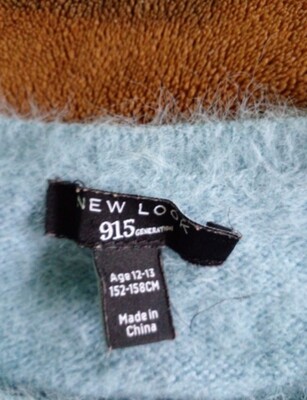 NEW LOOK
915 GENERATION
Age 12-13
152-158CM
Made in
China